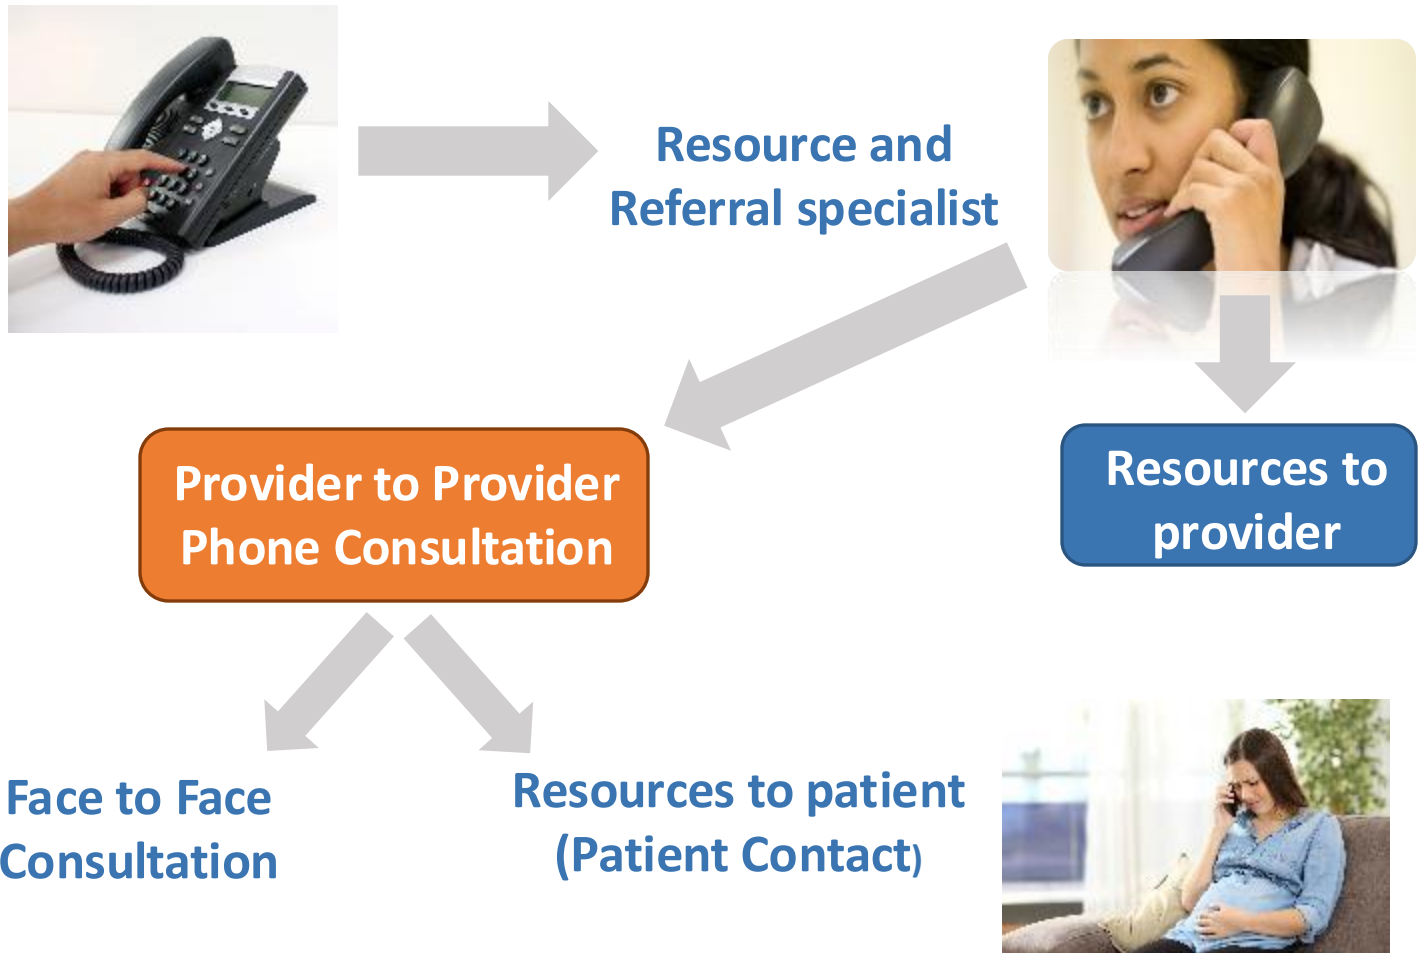 Resource and
Referral specialist
Provider to Provider
Phone Consultation
Resources to
provider
Face to Face
Consultation
Resources to patient
(Patient Contact)